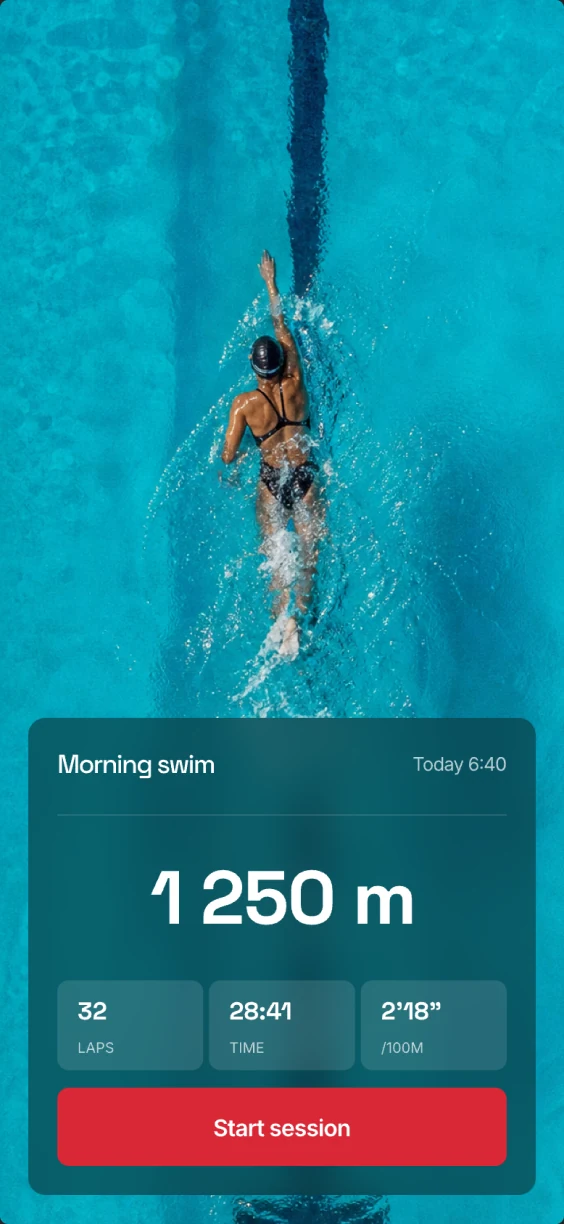 Morning swim
Today 6:40
1 250 m
32
28:41
2’18”
LAPS
TIME
/100M
Start session